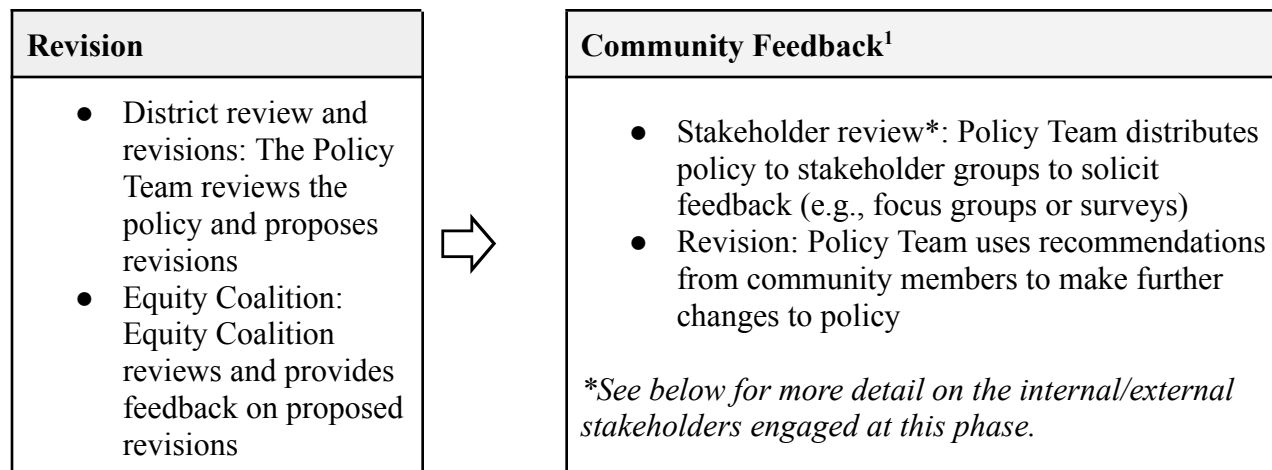 Revision
● District review and
revisions: The Policy
Team reviews the
policy and proposes
revisions
● Equity Coalition:
Equity Coalition
reviews and provides
feedback on proposed
revisions
Community Feedback¹
● Stakeholder review*: Policy Team distributes
policy to stakeholder groups to solicit
feedback (e.g., focus groups or surveys)
● Revision: Policy Team uses recommendations
from community members to make further
changes to policy
*See below for more detail on the internal/external
stakeholders engaged at this phase.